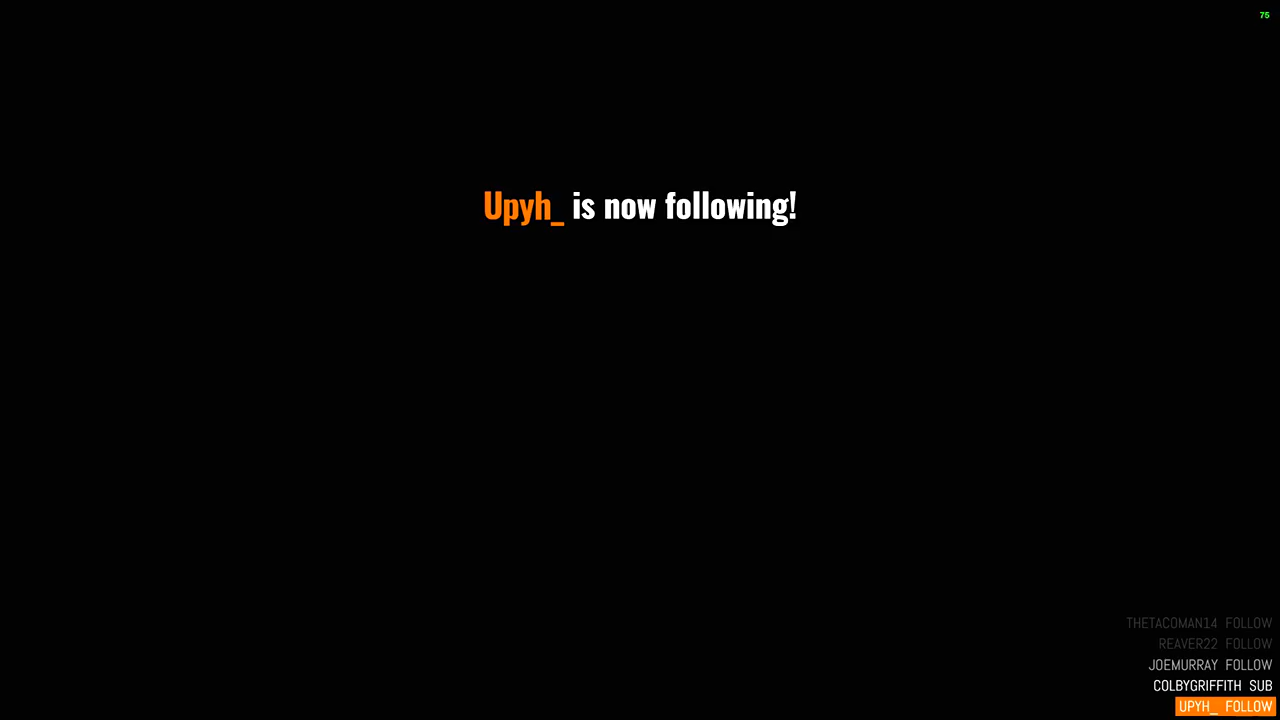 75
Upyh_ is now following!
THETACOMAN14 FOLLOW
REAVER22 FOLLOW
JOEMURRAY FOLLOW
COLBYGRIFFITH SUB
UPYH_ FOLLOW